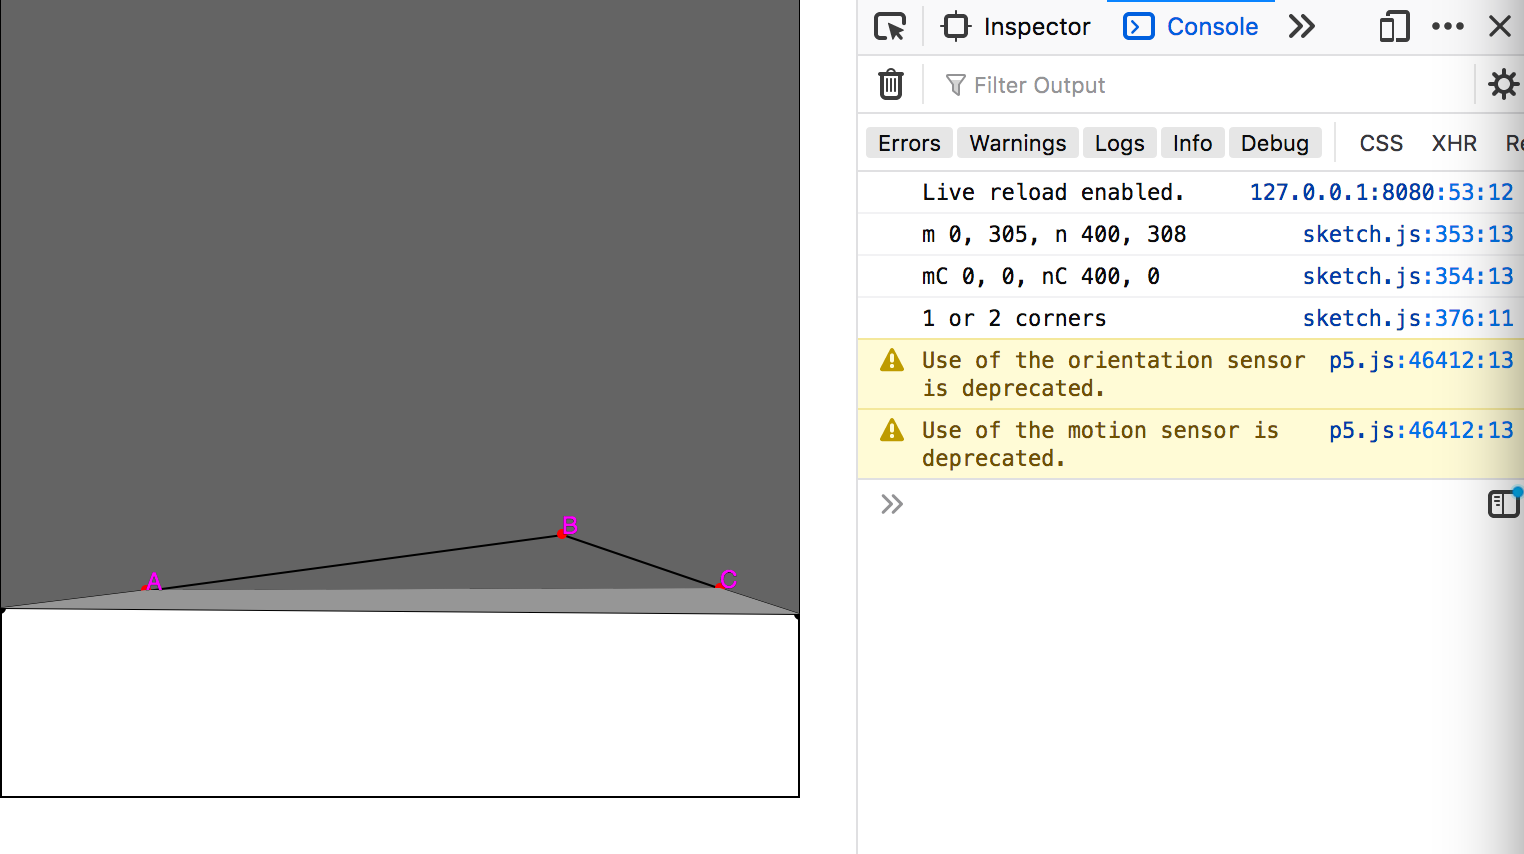 Inspector
Console
Filter Output
Errors
Warnings
Logs
Info
Debug
CSS
XHR
Live reload enabled. 127.0.0.1:8080:53:12
m 0, 305, n 400, 308 sketch.js:353:13
mC 0, 0, nC 400, 0 sketch.js:354:13
1 or 2 corners sketch.js:376:11
Use of the orientation sensor p5.js:46412:13
is deprecated.
Use of the motion sensor is p5.js:46412:13
deprecated.
B
A
C